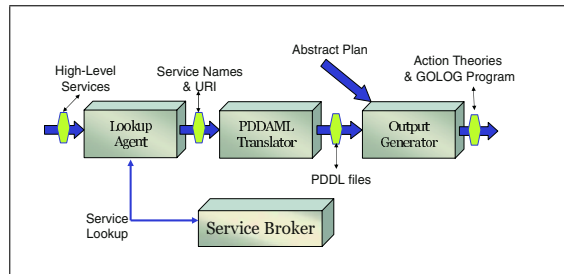 Abstract Plan
High-Level
Services
Service Names
& URI
Action Theories
& GOLOG Program
Lookup
Agent
PDDAML
Translator
Output
Generator
PDDL files
Service
Lookup
Service Broker